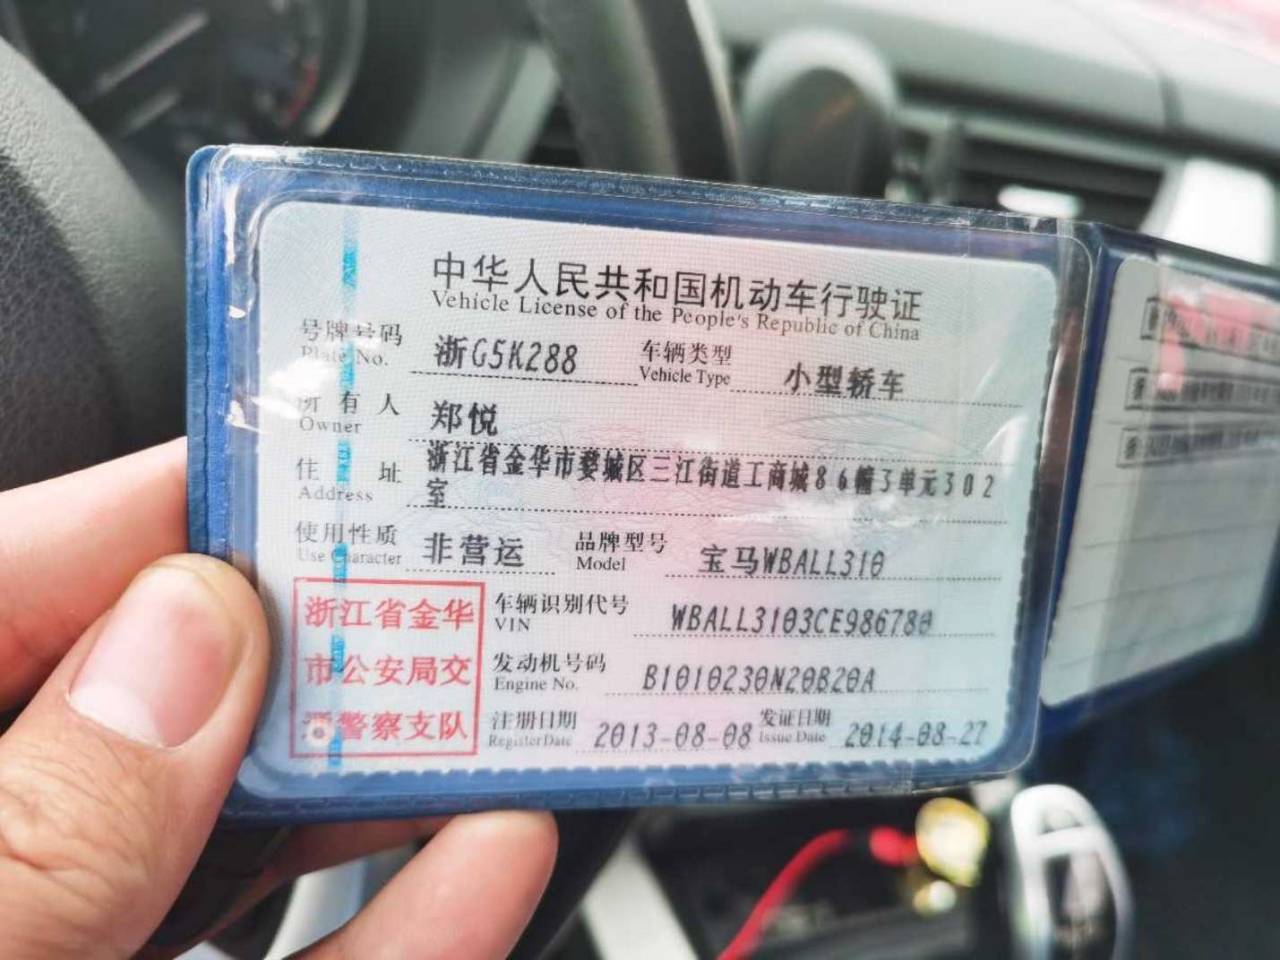 中华人民共和国机动车行驶证
Vehicle License of the People's Republic of China
号牌号码 浙G5K288 车辆类型 小型轿车
Plate No. Vehicle Type
所有人 郑悦
Owner
住址 浙江省金华市婺城区三江街道工商城86幢3单元302
Address 室
使用性质 非营运 品牌型号 宝马WBALL310
Use Character Model
浙江省金华
市公安局交
通警察支队
车辆识别代号 WBALL3103CE986780
VIN
发动机号码 B1010230N20B20A
Engine No.
注册日期 2013-08-08 发证日期 2014-08-27
Register Date Issue Date